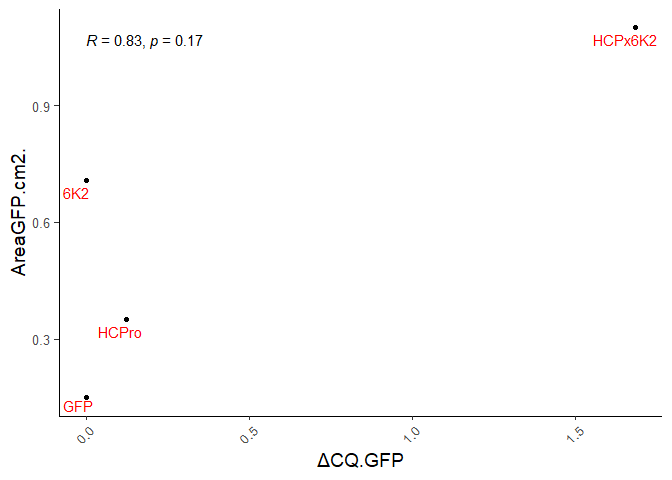 R = 0.83, p = 0.17
HCPx6K2
0.9
6K2
0.6
HCPro
0.3
GFP
0.0
0.5
1.0
1.5
ΔCQ.GFP
AreaGFP.cm2.